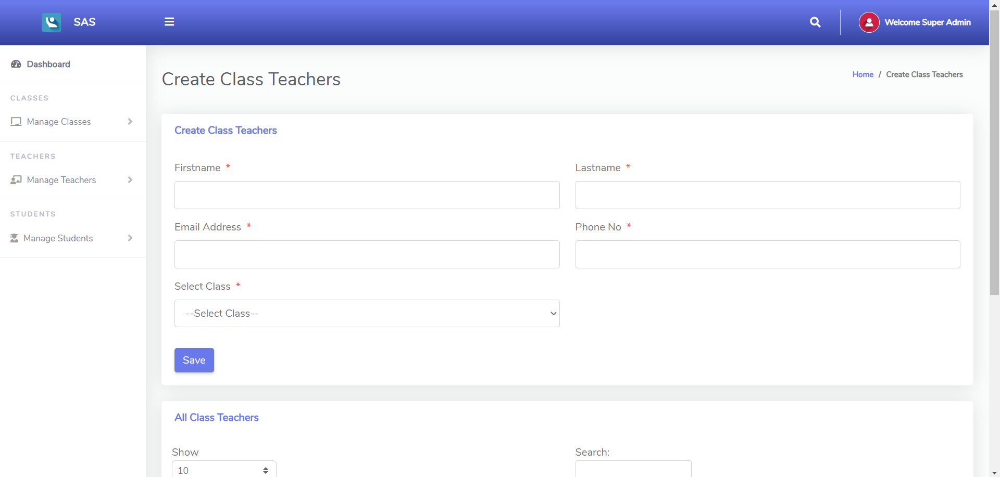 SAS
Welcome Super Admin
Dashboard
CLASSES
Manage Classes
TEACHERS
Manage Teachers
STUDENTS
Manage Students
Create Class Teachers
Home / Create Class Teachers
Create Class Teachers
Firstname *
Lastname *
Email Address *
Phone No *
Select Class *
--Select Class--
Save
All Class Teachers
Show
Search:
10